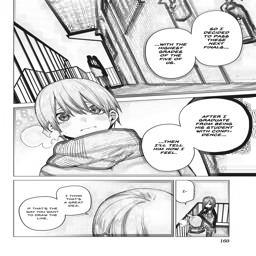 SO I
DECIDED TO
PASS
THESE
NEXT
FINALS...
...WITH THE
HIGHEST
GRADES
OF THE
FIVE OF
US.
AFTER I
GRADUATE
FROM BEING
HIS STUDENT
WITH CONFI-
DENCE...
...THEN
I'LL TELL
HIM HOW I
FEEL.
I THINK
THAT'S
A GREAT
IDEA.
IF THAT'S THE
WAY YOU WANT
TO DRAW
THE LINE.
I-
160